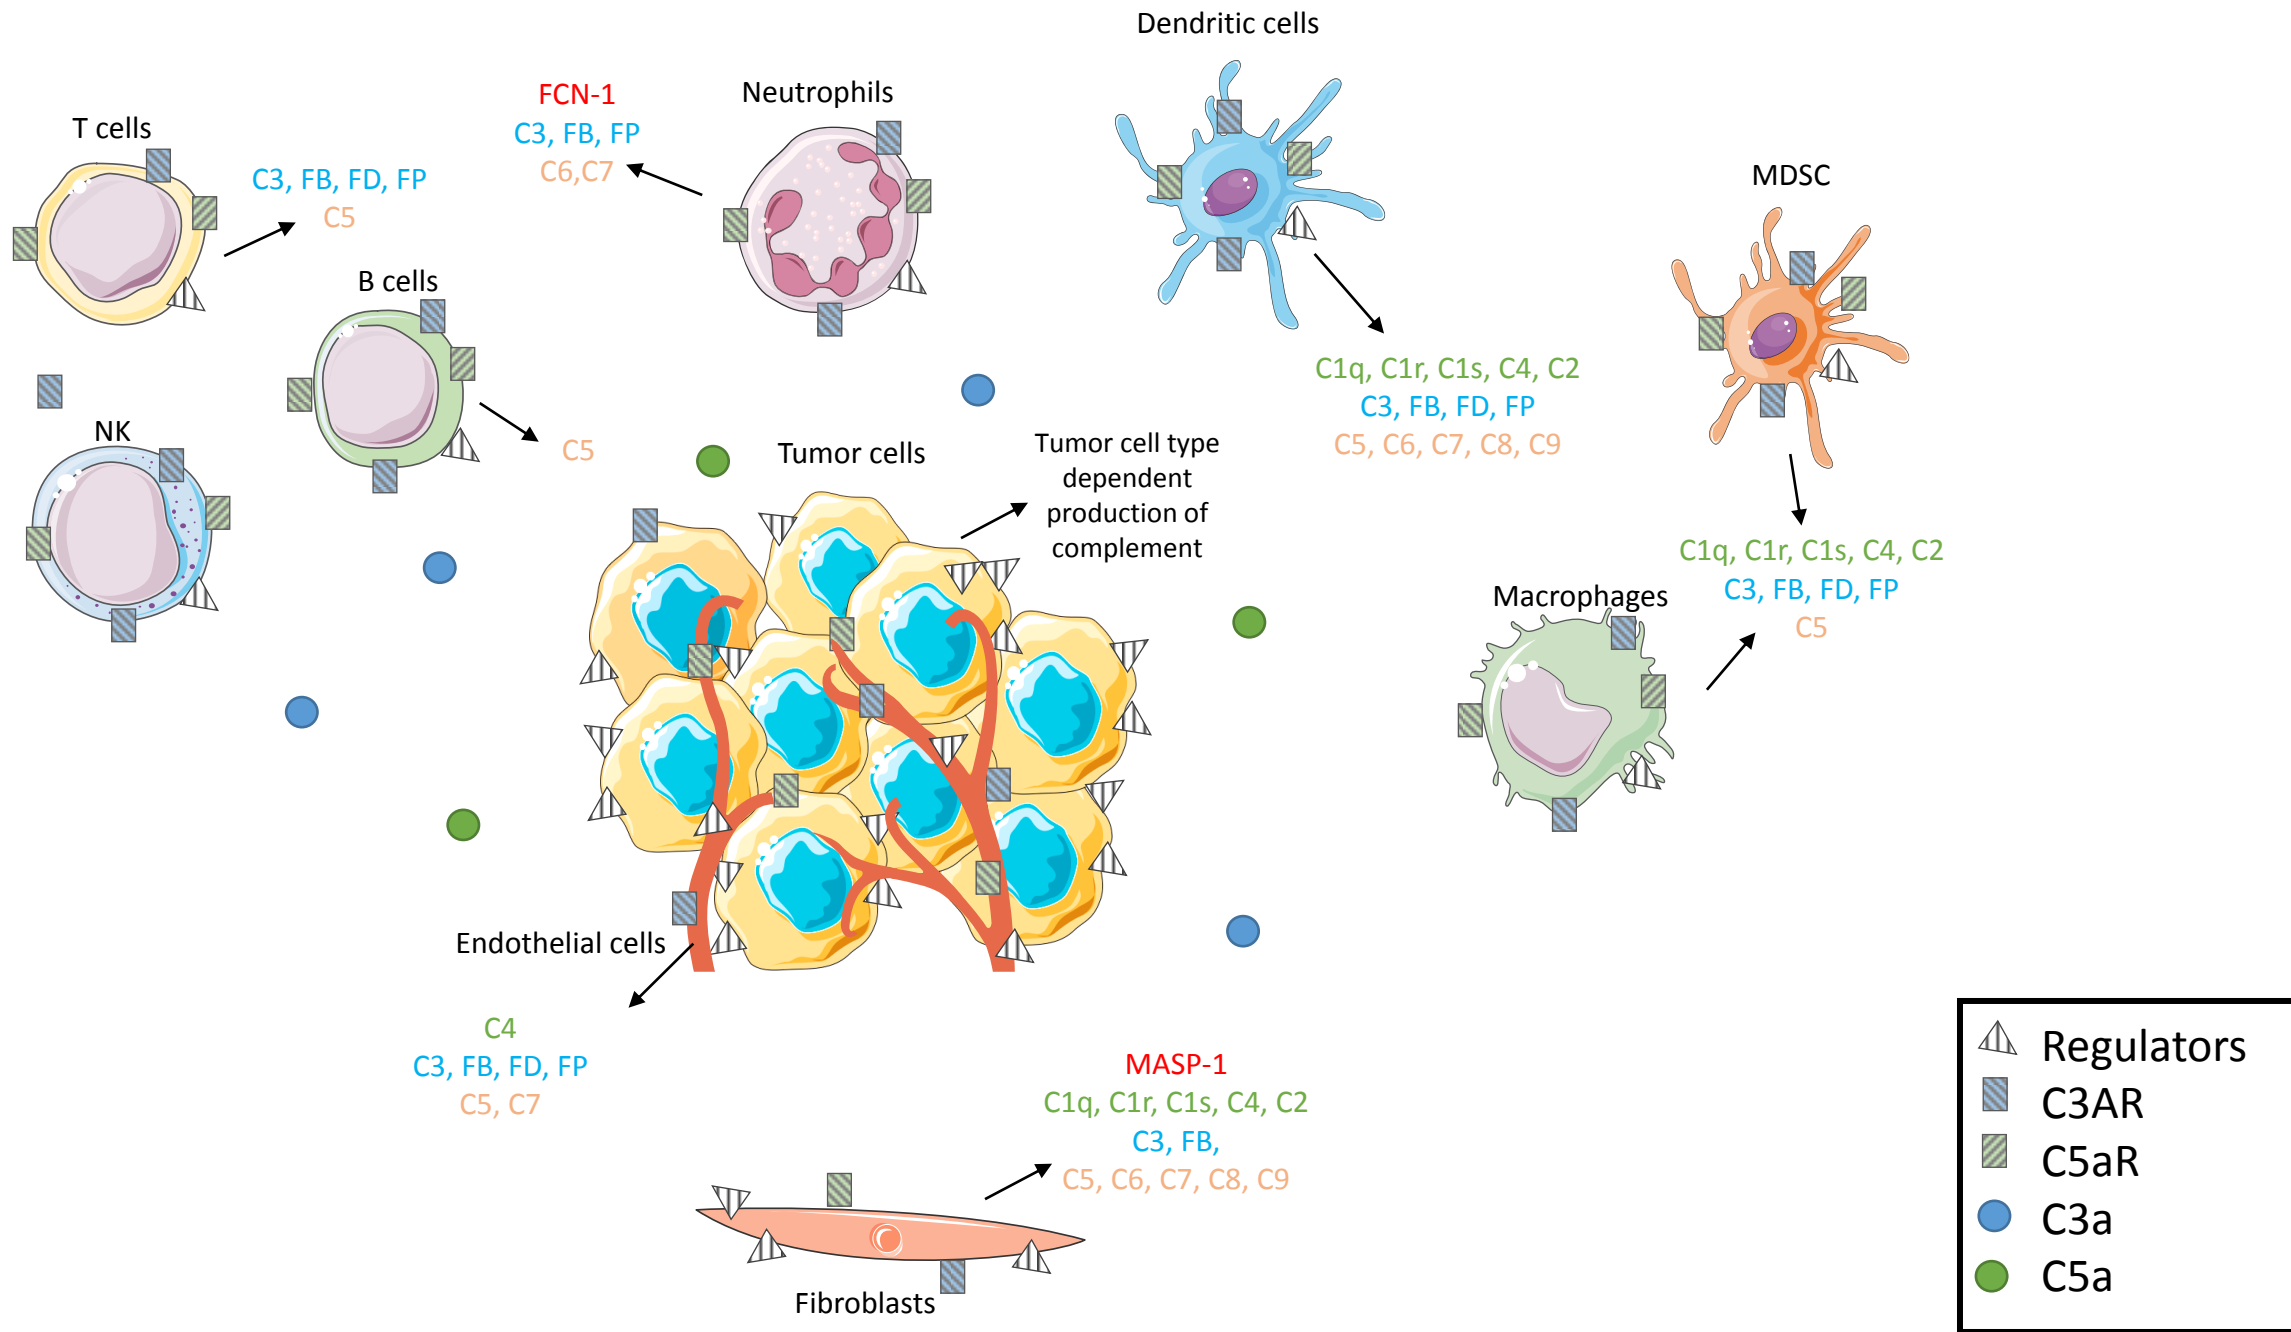 Dendritic cells
FCN-1
C3, FB, FP
C6,C7
Neutrophils
T cells
C3, FB, FD, FP
C5
MDSC
B cells
C5
NK
C1q, C1r, C1s, C4, C2
C3, FB, FD, FP
C5, C6, C7, C8, C9
Tumor cells
Tumor cell type
dependent
production of
complement
C1q, C1r, C1s, C4, C2
C3, FB, FD, FP
C5
Macrophages
Endothelial cells
C4
C3, FB, FD, FP
C5, C7
MASP-1
C1q, C1r, C1s, C4, C2
C3, FB,
C5, C6, C7, C8, C9
Fibroblasts
Regulators
C3AR
C5aR
C3a
C5a